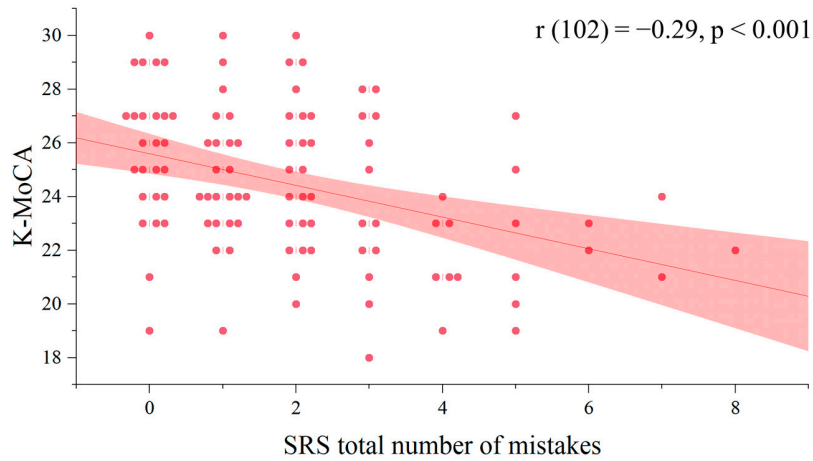 r (102) = −0.29, p < 0.001
K-MoCA
30
28
26
24
22
20
18
0 2 4 6 8
SRS total number of mistakes